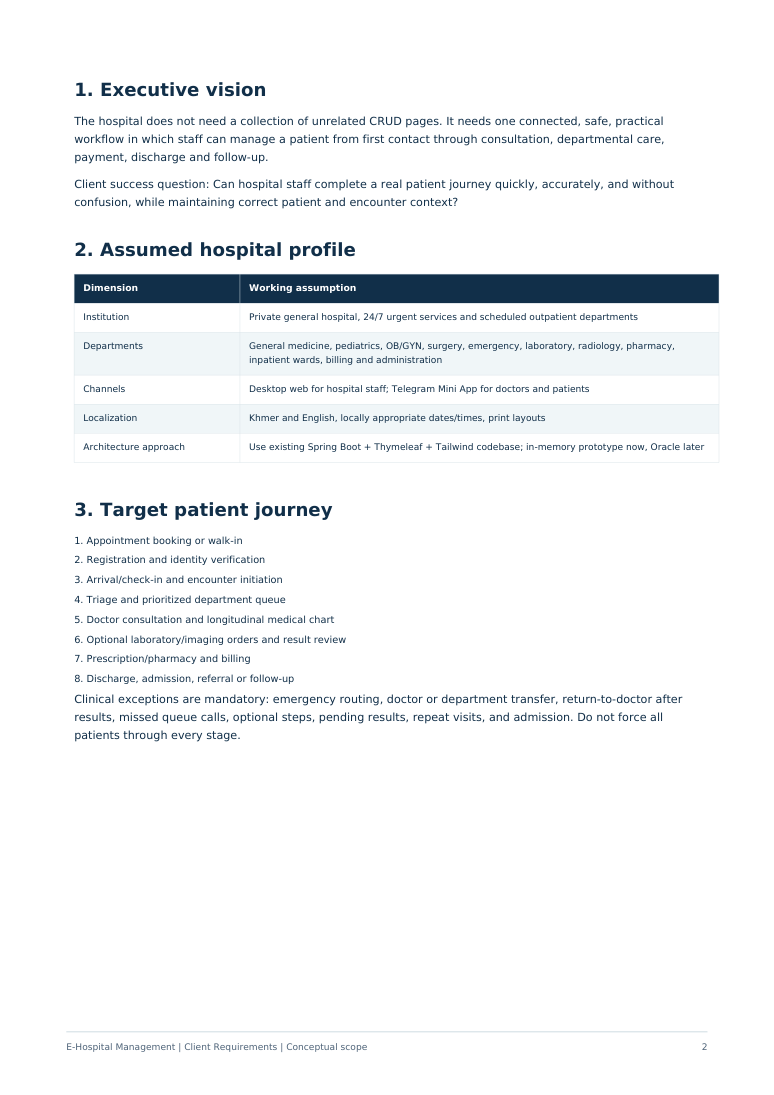 1. Executive vision
The hospital does not need a collection of unrelated CRUD pages. It needs one connected, safe, practical
workflow in which staff can manage a patient from first contact through consultation, departmental care,
payment, discharge and follow-up.
Client success question: Can hospital staff complete a real patient journey quickly, accurately, and without
confusion, while maintaining correct patient and encounter context?
2. Assumed hospital profile
Dimension Working assumption
Institution Private general hospital, 24/7 urgent services and scheduled outpatient departments
Departments General medicine, pediatrics, OB/GYN, surgery, emergency, laboratory, radiology, pharmacy,
inpatient wards, billing and administration
Channels Desktop web for hospital staff; Telegram Mini App for doctors and patients
Localization Khmer and English, locally appropriate dates/times, print layouts
Architecture approach Use existing Spring Boot + Thymeleaf + Tailwind codebase; in-memory prototype now, Oracle later
3. Target patient journey
1. Appointment booking or walk-in
2. Registration and identity verification
3. Arrival/check-in and encounter initiation
4. Triage and prioritized department queue
5. Doctor consultation and longitudinal medical chart
6. Optional laboratory/imaging orders and result review
7. Prescription/pharmacy and billing
8. Discharge, admission, referral or follow-up
Clinical exceptions are mandatory: emergency routing, doctor or department transfer, return-to-doctor after
results, missed queue calls, optional steps, pending results, repeat visits, and admission. Do not force all
patients through every stage.
E-Hospital Management | Client Requirements | Conceptual scope 2